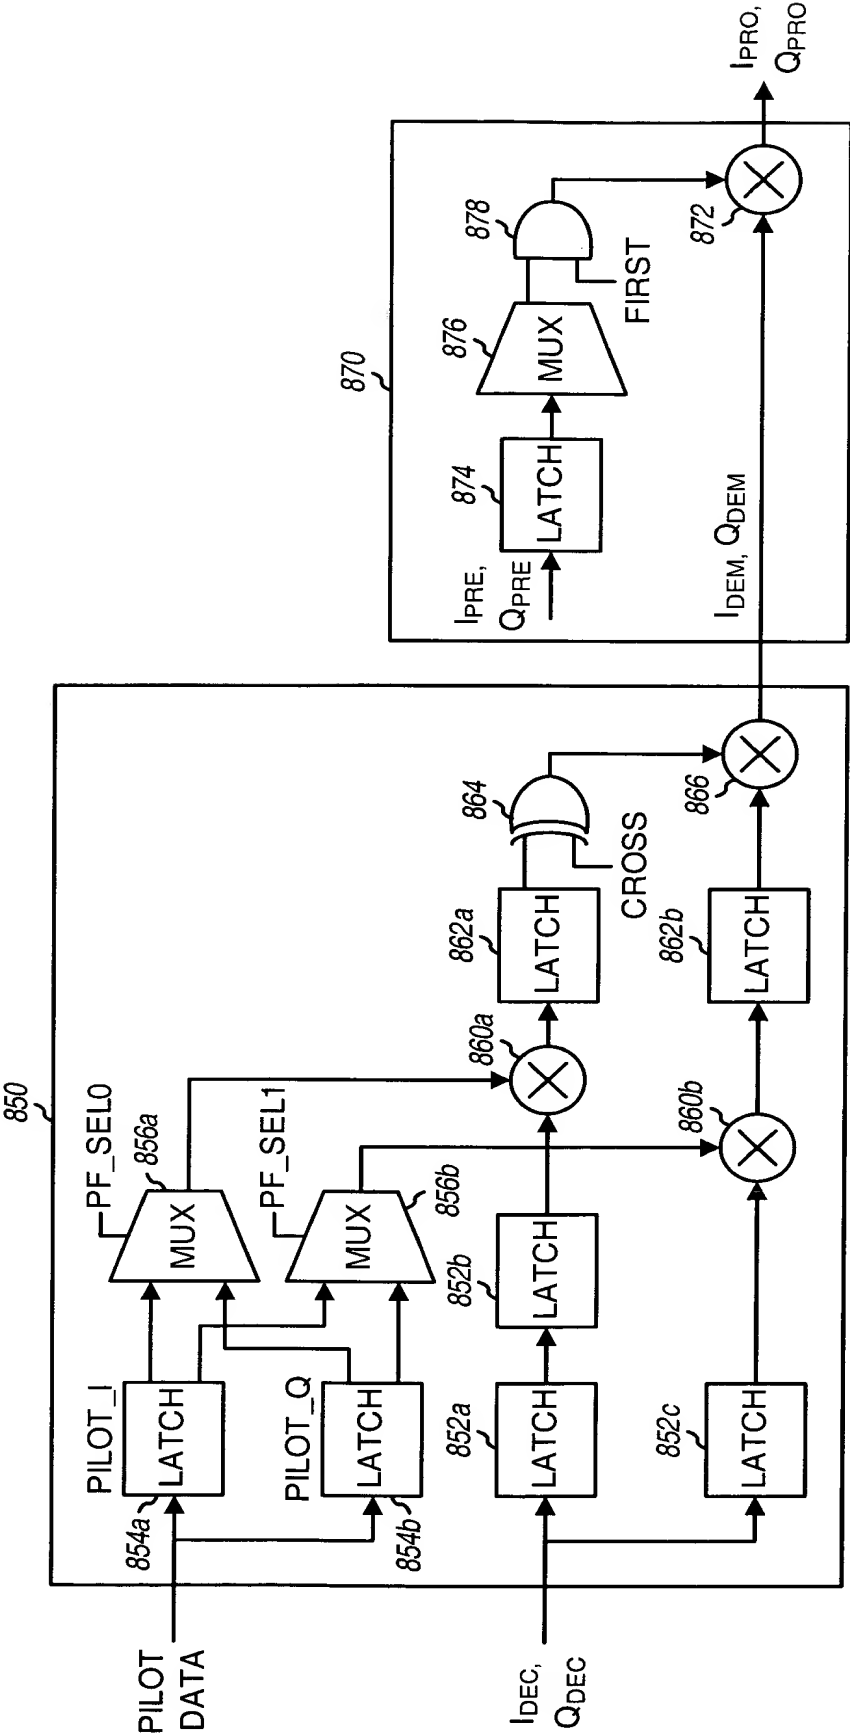 850
PILOT
DATA
854a
PILOT_I
LATCH
854b
PILOT_Q
LATCH
PF_SEL0
856a
MUX
PF_SEL1
856b
MUX
IDEC,
QDEC
852a
LATCH
852b
LATCH
852c
LATCH
860a
860b
862a
LATCH
862b
LATCH
864
CROSS
866
870
IPRE,
QPRE
874
LATCH
876
MUX
878
FIRST
IDEM, QDEM
872
IPRO,
QPRO